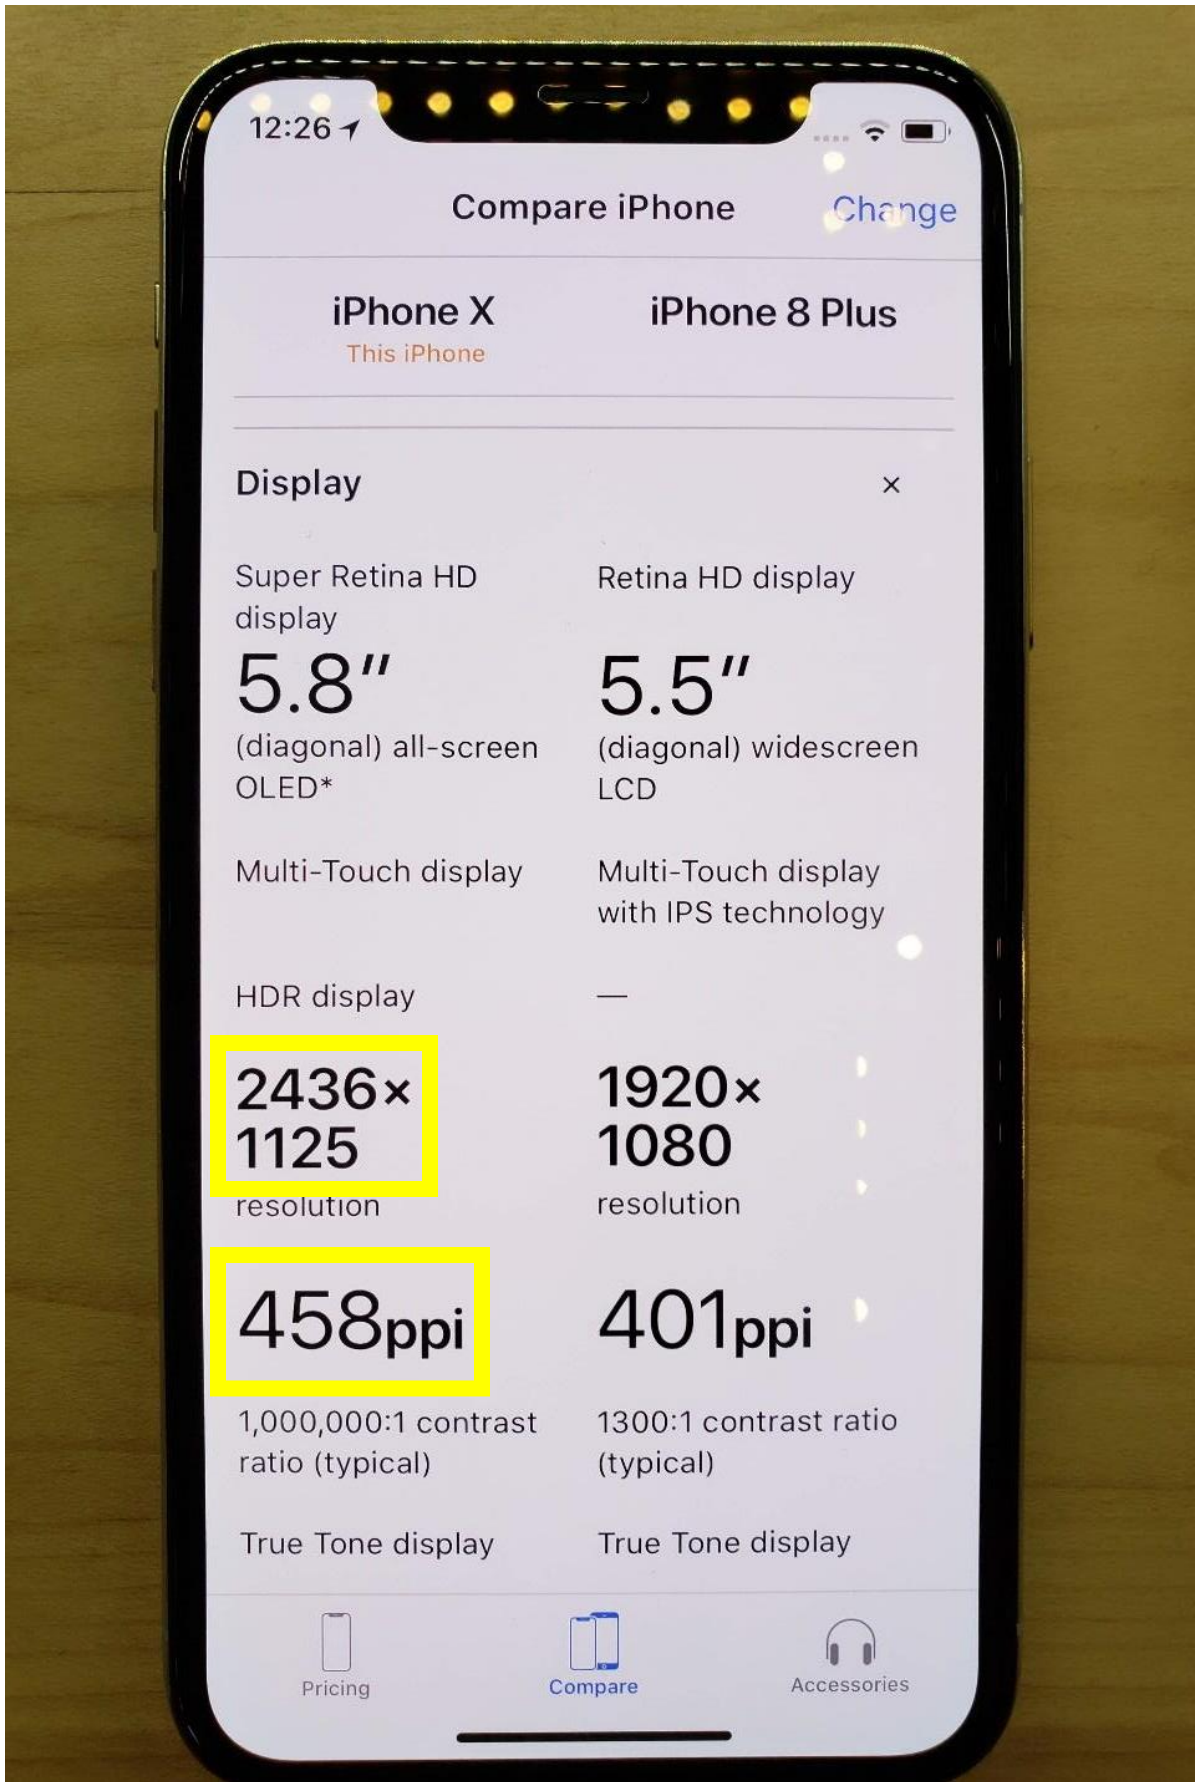 12:26
Compare iPhone
Change
iPhone X
This iPhone
iPhone 8 Plus
Display
×
Super Retina HD
display
5.8″
(diagonal) all-screen
OLED*
Retina HD display
5.5″
(diagonal) widescreen
LCD
Multi-Touch display
Multi-Touch display
with IPS technology
HDR display
—
2436×
1125
resolution
1920×
1080
resolution
458ppi
401ppi
1,000,000:1 contrast
ratio (typical)
1300:1 contrast ratio
(typical)
True Tone display
True Tone display
Pricing
Compare
Accessories